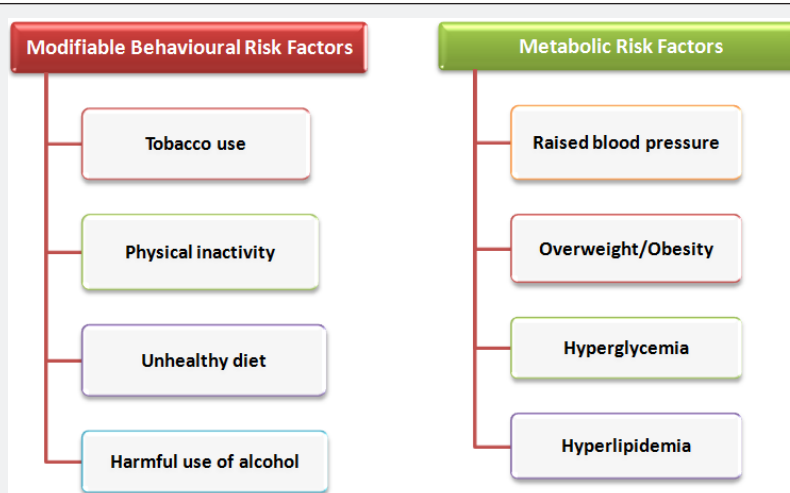 Modifiable Behavioural Risk Factors
Tobacco use
Physical inactivity
Unhealthy diet
Harmful use of alcohol
Metabolic Risk Factors
Raised blood pressure
Overweight/Obesity
Hyperglycemia
Hyperlipidemia